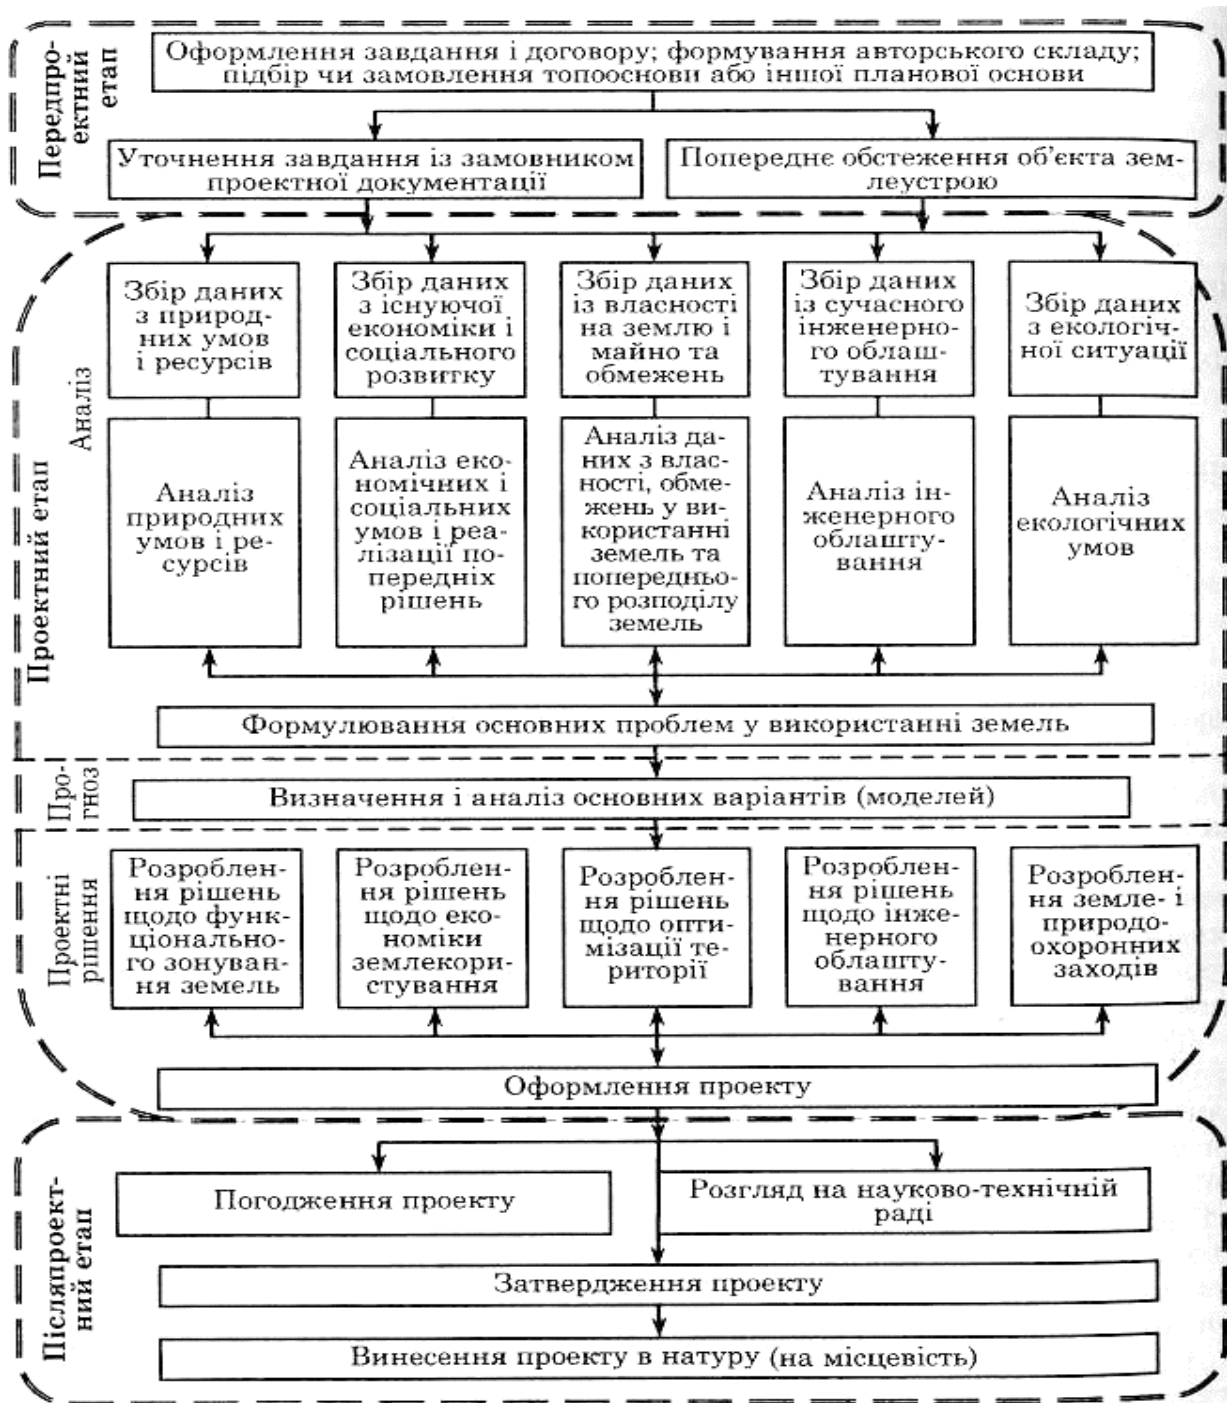 Передпро-
ектний
етап
Оформлення завдання і договору; формування авторського складу;
підбір чи замовлення топооснови або іншої планової основи
Уточнення завдання із замовником
проектної документації
Попереднє обстеження об'єкта зем-
леустрою
Проектний етап
Аналіз
Збір даних
з природ-
них умов
і ресурсів
Збір даних
з існуючої
економіки і
соціального
розвитку
Збір даних
із власності
на землю і
майно та
обмежень
Збір даних
із сучасного
інженерно-
го облаш-
тування
Збір даних
з екологіч-
ної ситуації
Аналіз
природних
умов і ре-
сурсів
Аналіз еко-
номічних і
соціальних
умов і реа-
лізації по-
передніх
рішень
Аналіз да-
них з влас-
ності, обме-
жень у ви-
користанні
земель та
попередньо-
го розподілу
земель
Аналіз ін-
женерного
облашту-
вання
Аналіз
екологічних
умов
Формулювання основних проблем у використанні земель
Про-
гноз
Визначення і аналіз основних варіантів (моделей)
Проектні
рішення
Розроблен-
ня рішень
щодо функ-
ціонально-
го зонуван-
ня земель
Розроблен-
ня рішень
щодо еко-
номіки
землекори-
стування
Розроблен-
ня рішень
щодо опти-
мізації те-
риторії
Розроблен-
ня рішень
щодо інже-
нерного
облашту-
вання
Розроблен-
ня земле- і
природо-
охоронних
заходів
Оформлення проекту
Післяпроект-
ний етап
Погодження проекту
Розгляд на науково-технічній
раді
Затвердження проекту
Винесення проекту в натуру (на місцевість)